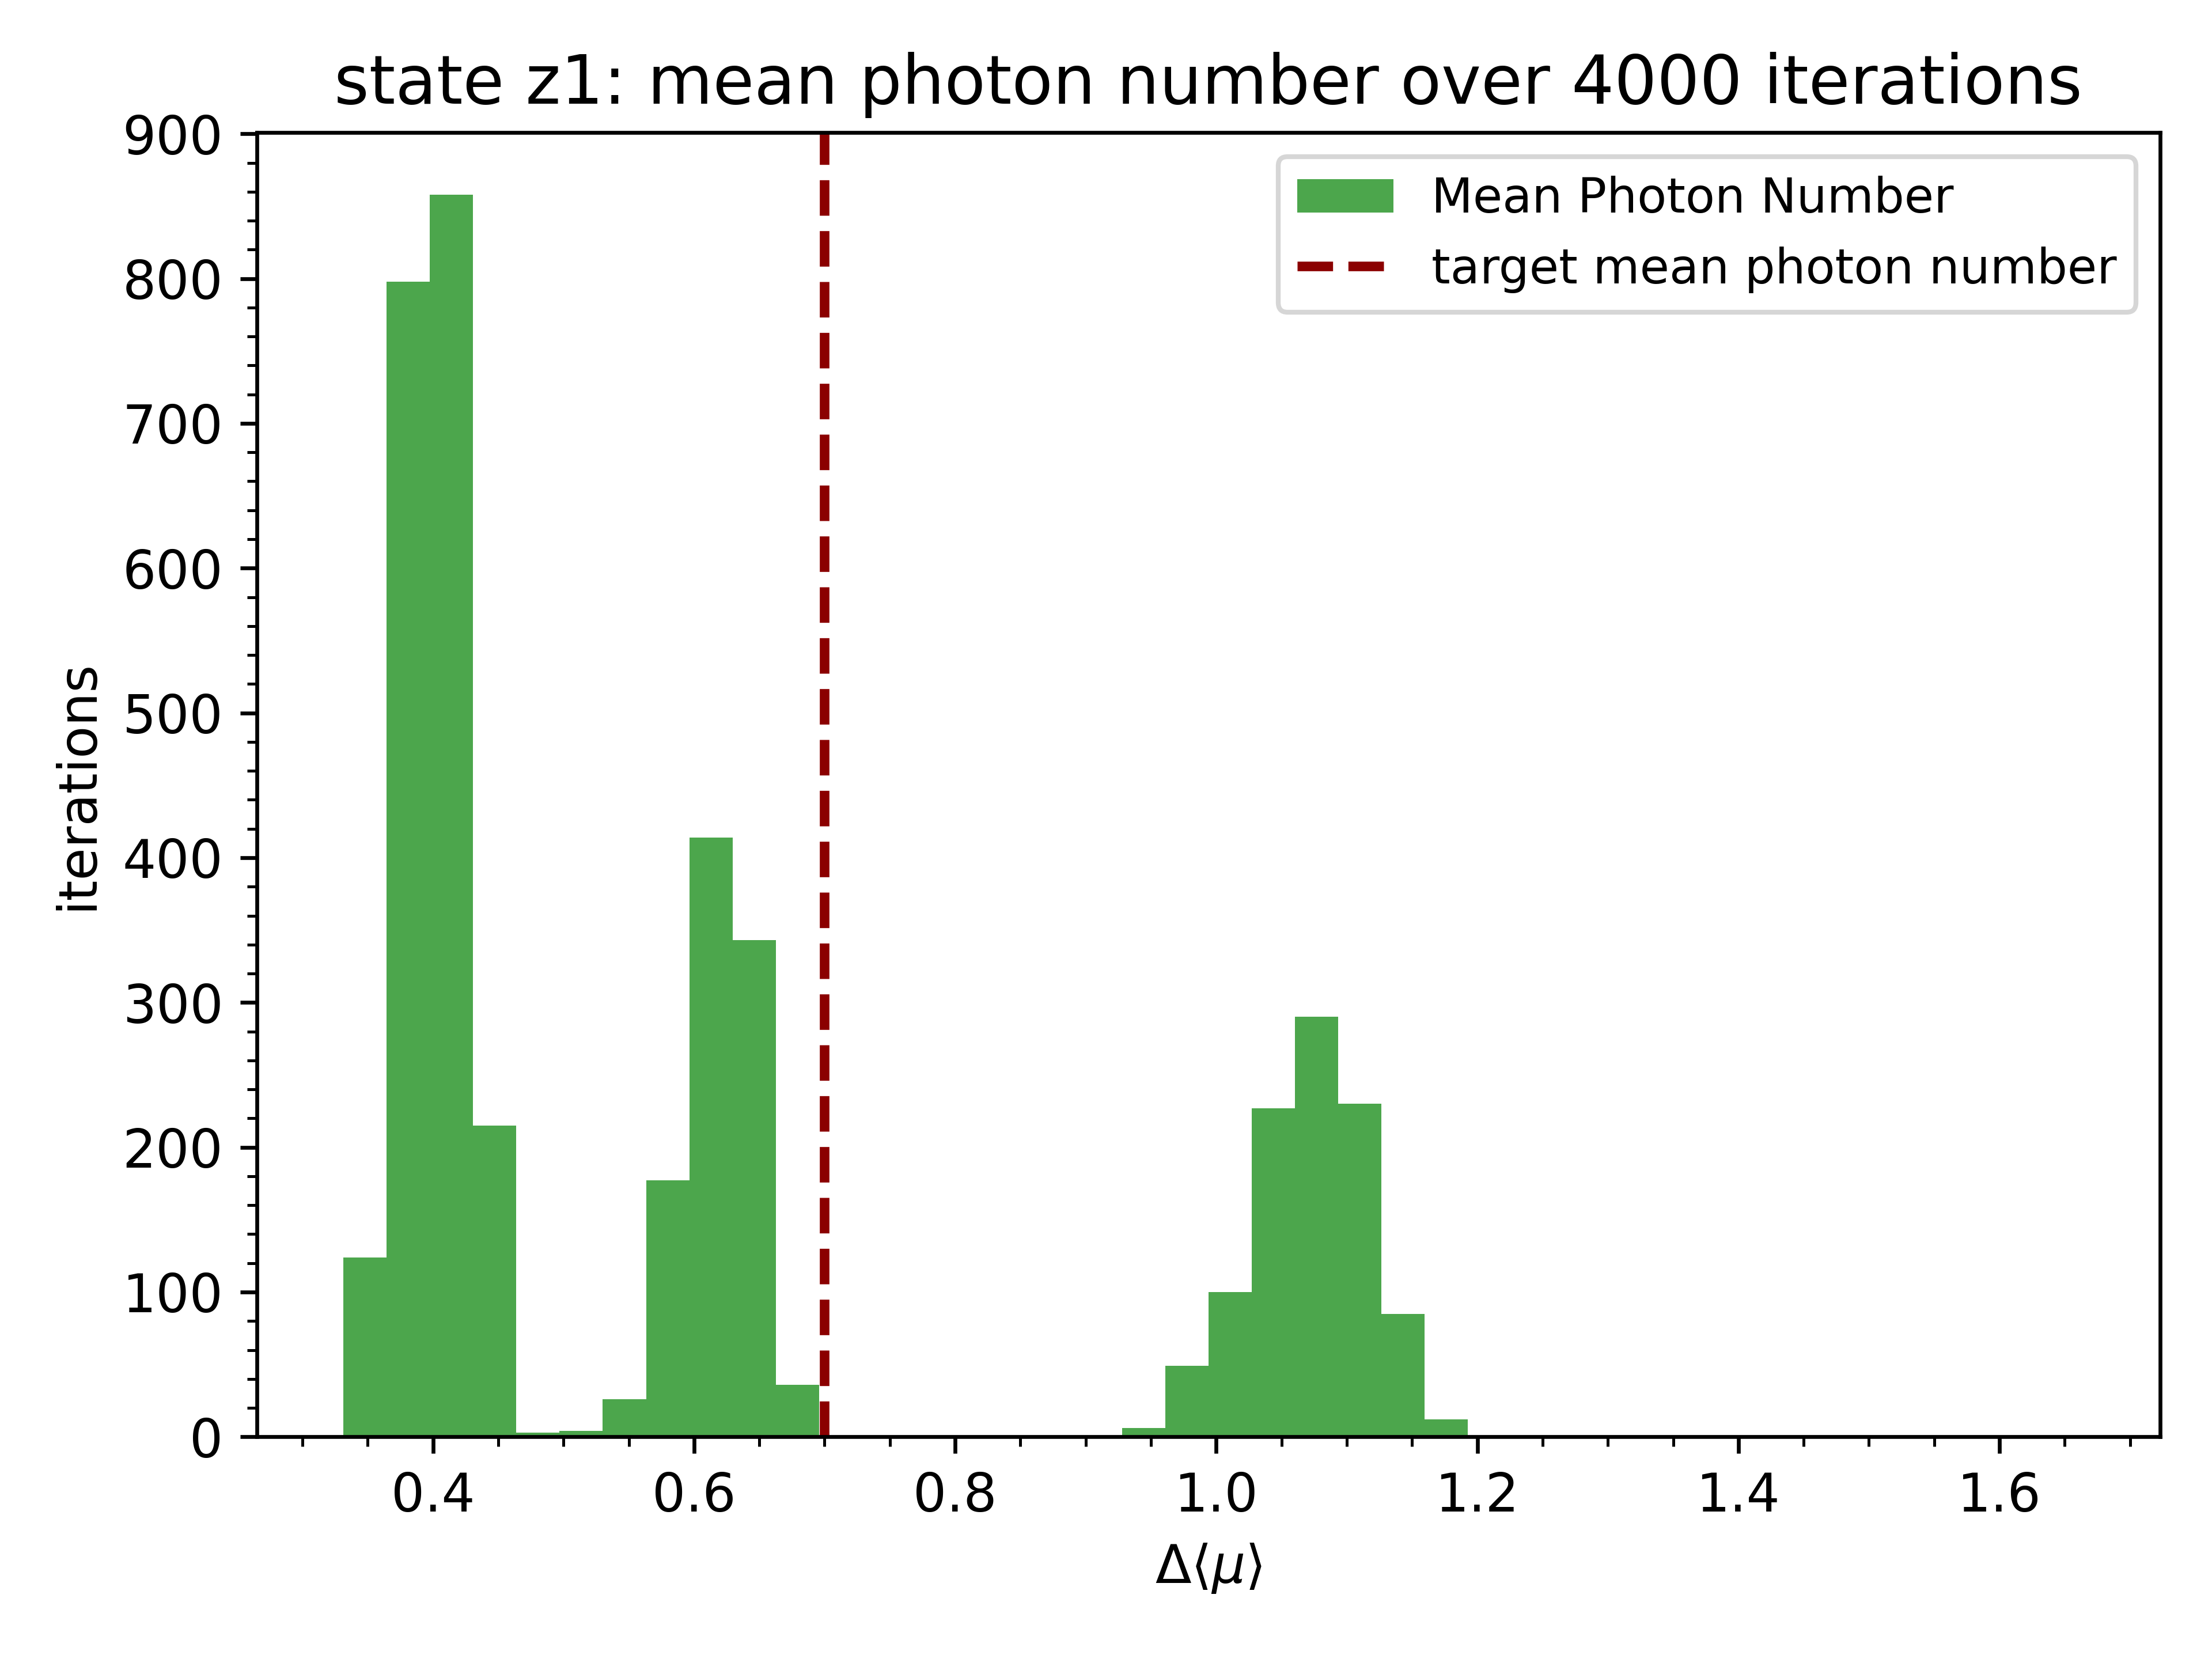 state z1: mean photon number over 4000 iterations
Mean Photon Number
target mean photon number
iterations
900
800
700
600
500
400
300
200
100
0
0.4 0.6 0.8 1.0 1.2 1.4 1.6
Δ⟨μ⟩